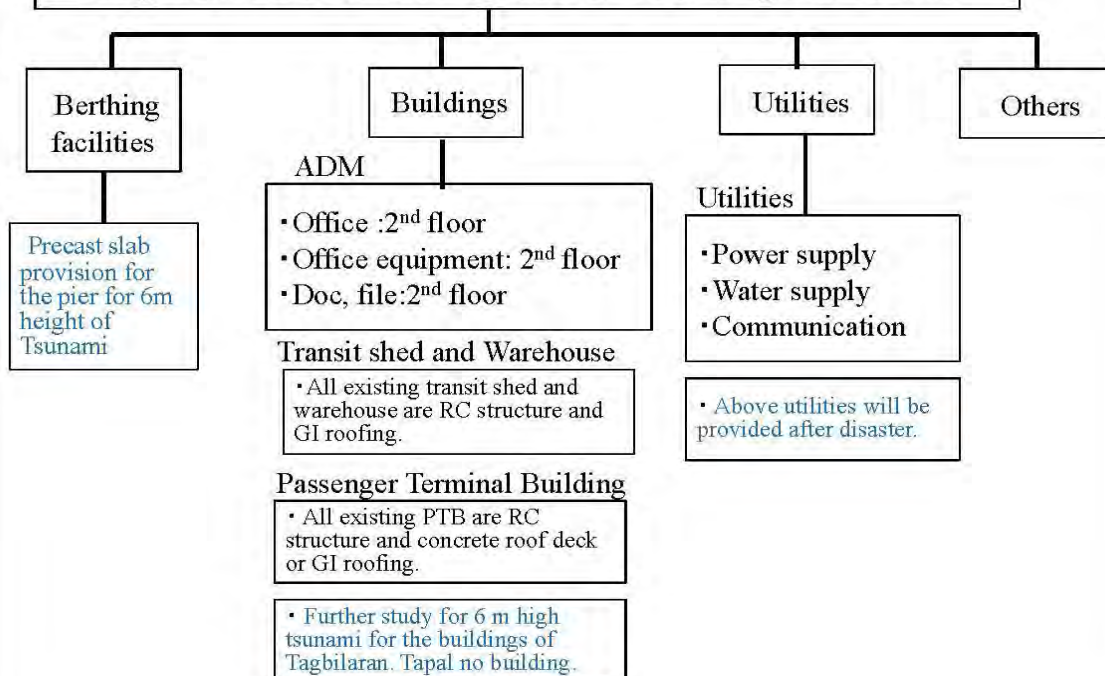 Berthing
facilities
Buildings
Utilities
Others
Precast slab
provision for
the pier for 6m
height of
Tsunami
ADM
・Office :2nd floor
・Office equipment: 2nd floor
・Doc, file:2nd floor
Transit shed and Warehouse
・All existing transit shed and
warehouse are RC structure and
GI roofing.
Passenger Terminal Building
・All existing PTB are RC
structure and concrete roof deck
or GI roofing.
・Further study for 6 m high
tsunami for the buildings of
Tagbilaran. Tapal no building.
Utilities
・Power supply
・Water supply
・Communication
・Above utilities will be
provided after disaster.